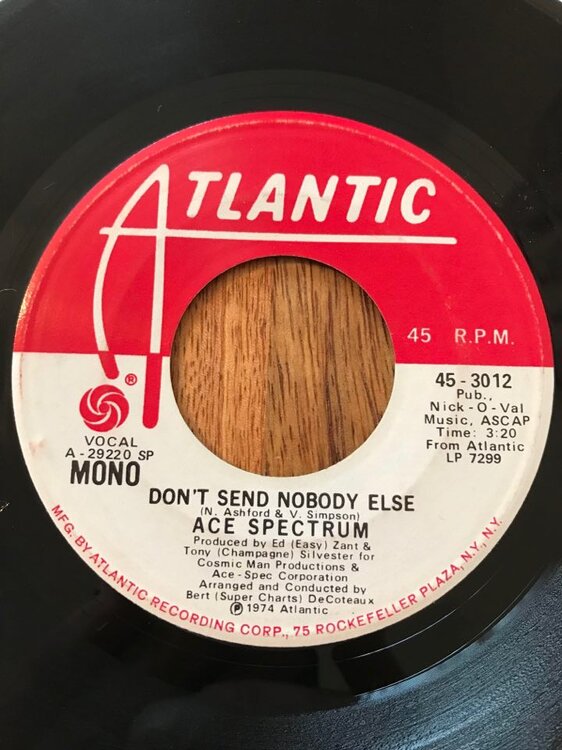 ATLANTIC
45 R.P.M.
®
45-3012
Pub.,
Nick-O-Val
Music, ASCAP
Time: 3:20
From Atlantic
LP 7299
VOCAL
A-29220 SP
MONO
DON'T SEND NOBODY ELSE
(N. Ashford & V. Simpson)
ACE SPECTRUM
Produced by Ed (Easy) Zant &
Tony (Champagne) Silvester for
Cosmic Man Productions &
Ace-Spec Corporation
Arranged and Conducted by
Bert (Super Charts) DeCoteaux
℗1974 Atlantic
MFG. BY ATLANTIC RECORDING CORP., 75 ROCKEFELLER PLAZA, N.Y., N.Y.